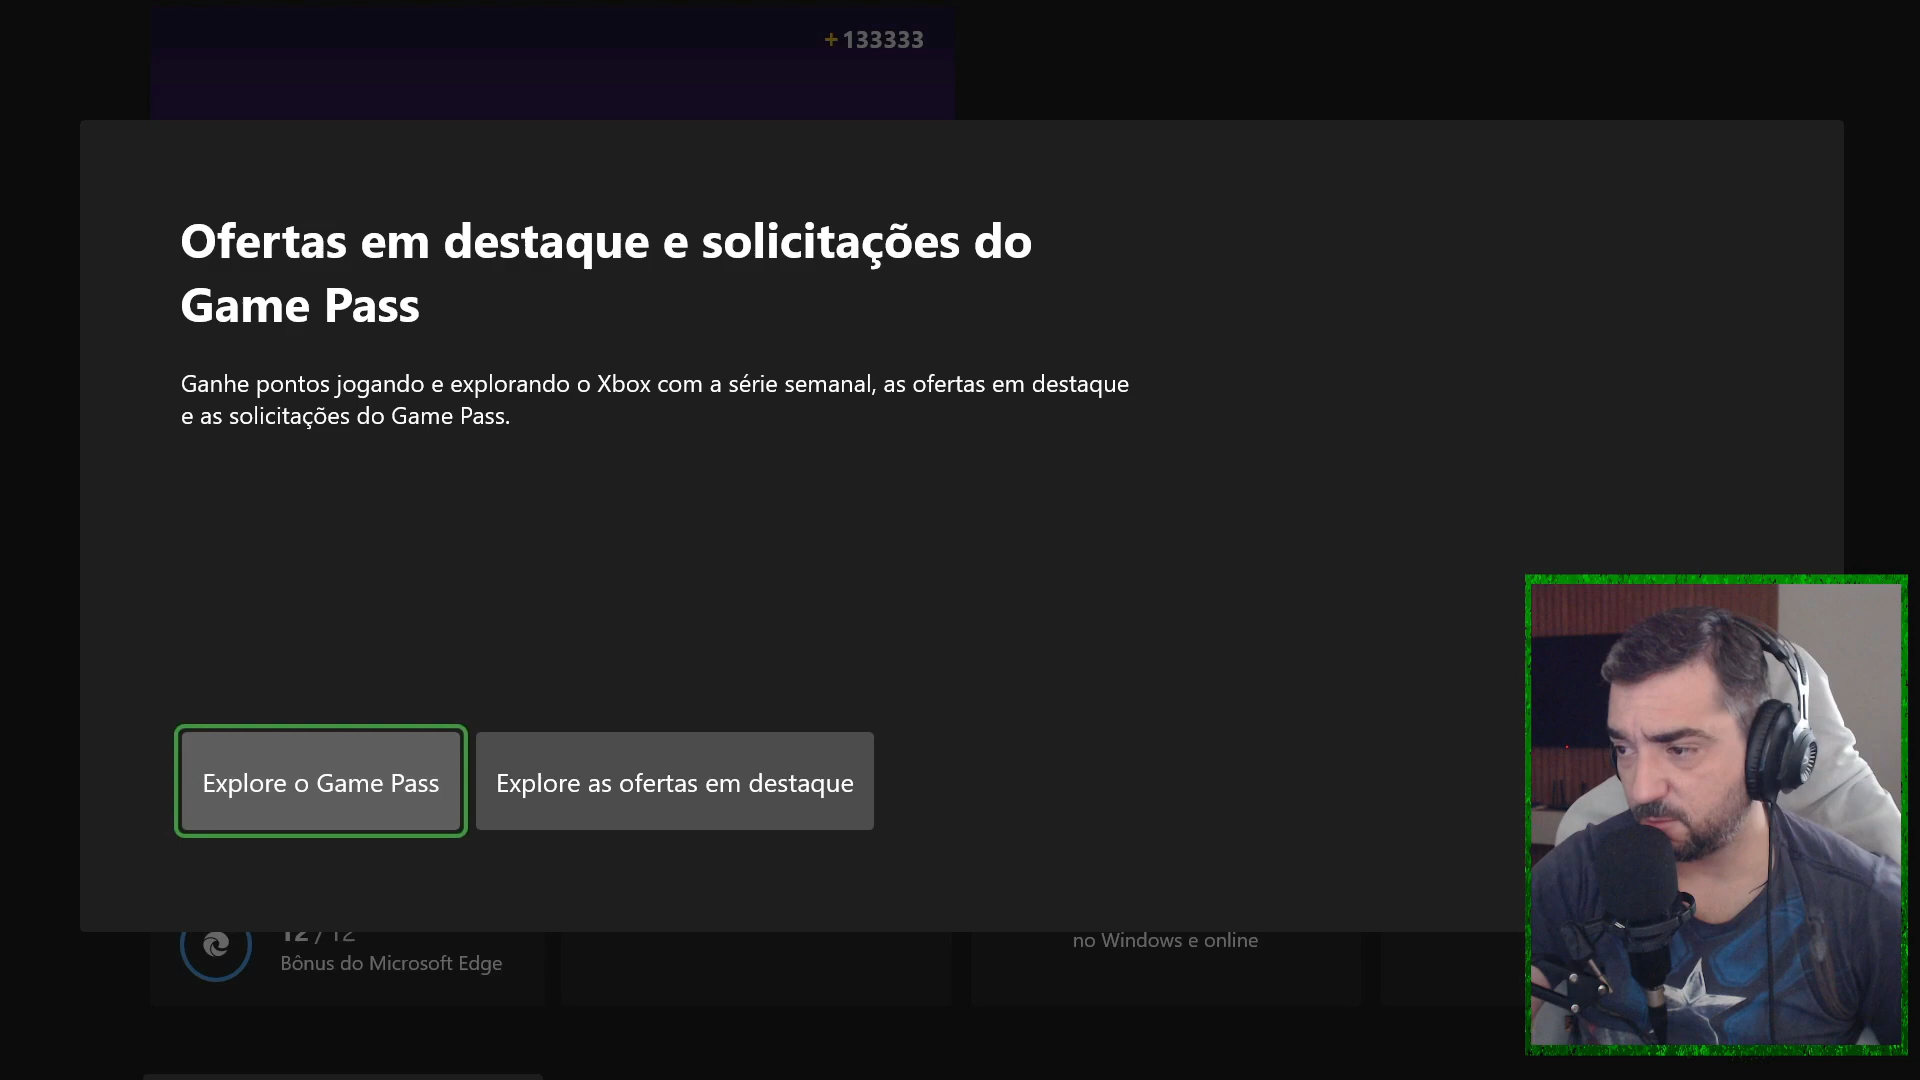 +133333
Ofertas em destaque e solicitações do
Game Pass
Ganhe pontos jogando e explorando o Xbox com a série semanal, as ofertas em destaque
e as solicitações do Game Pass.
Explore o Game Pass
Explore as ofertas em destaque
12 / 12
Bônus do Microsoft Edge
no Windows e online